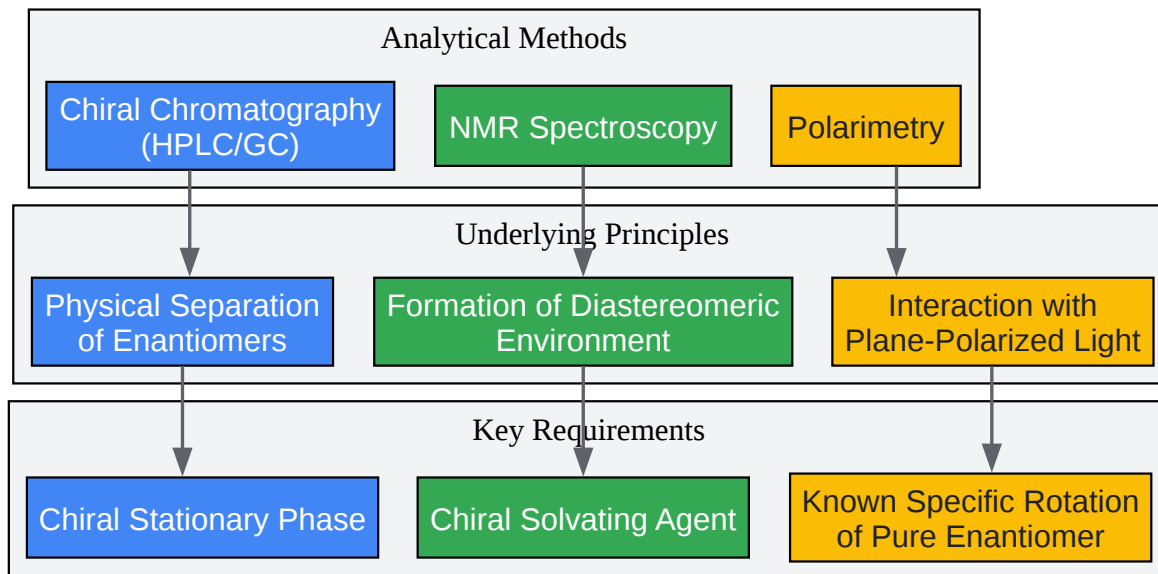 Analytical Methods
Chiral Chromatography
(HPLC/GC)
NMR Spectroscopy
Polarimetry
Underlying Principles
Physical Separation
of Enantiomers
Formation of Diastereomeric
Environment
Interaction with
Plane-Polarized Light
Key Requirements
Chiral Stationary Phase
Chiral Solvating Agent
Known Specific Rotation
of Pure Enantiomer